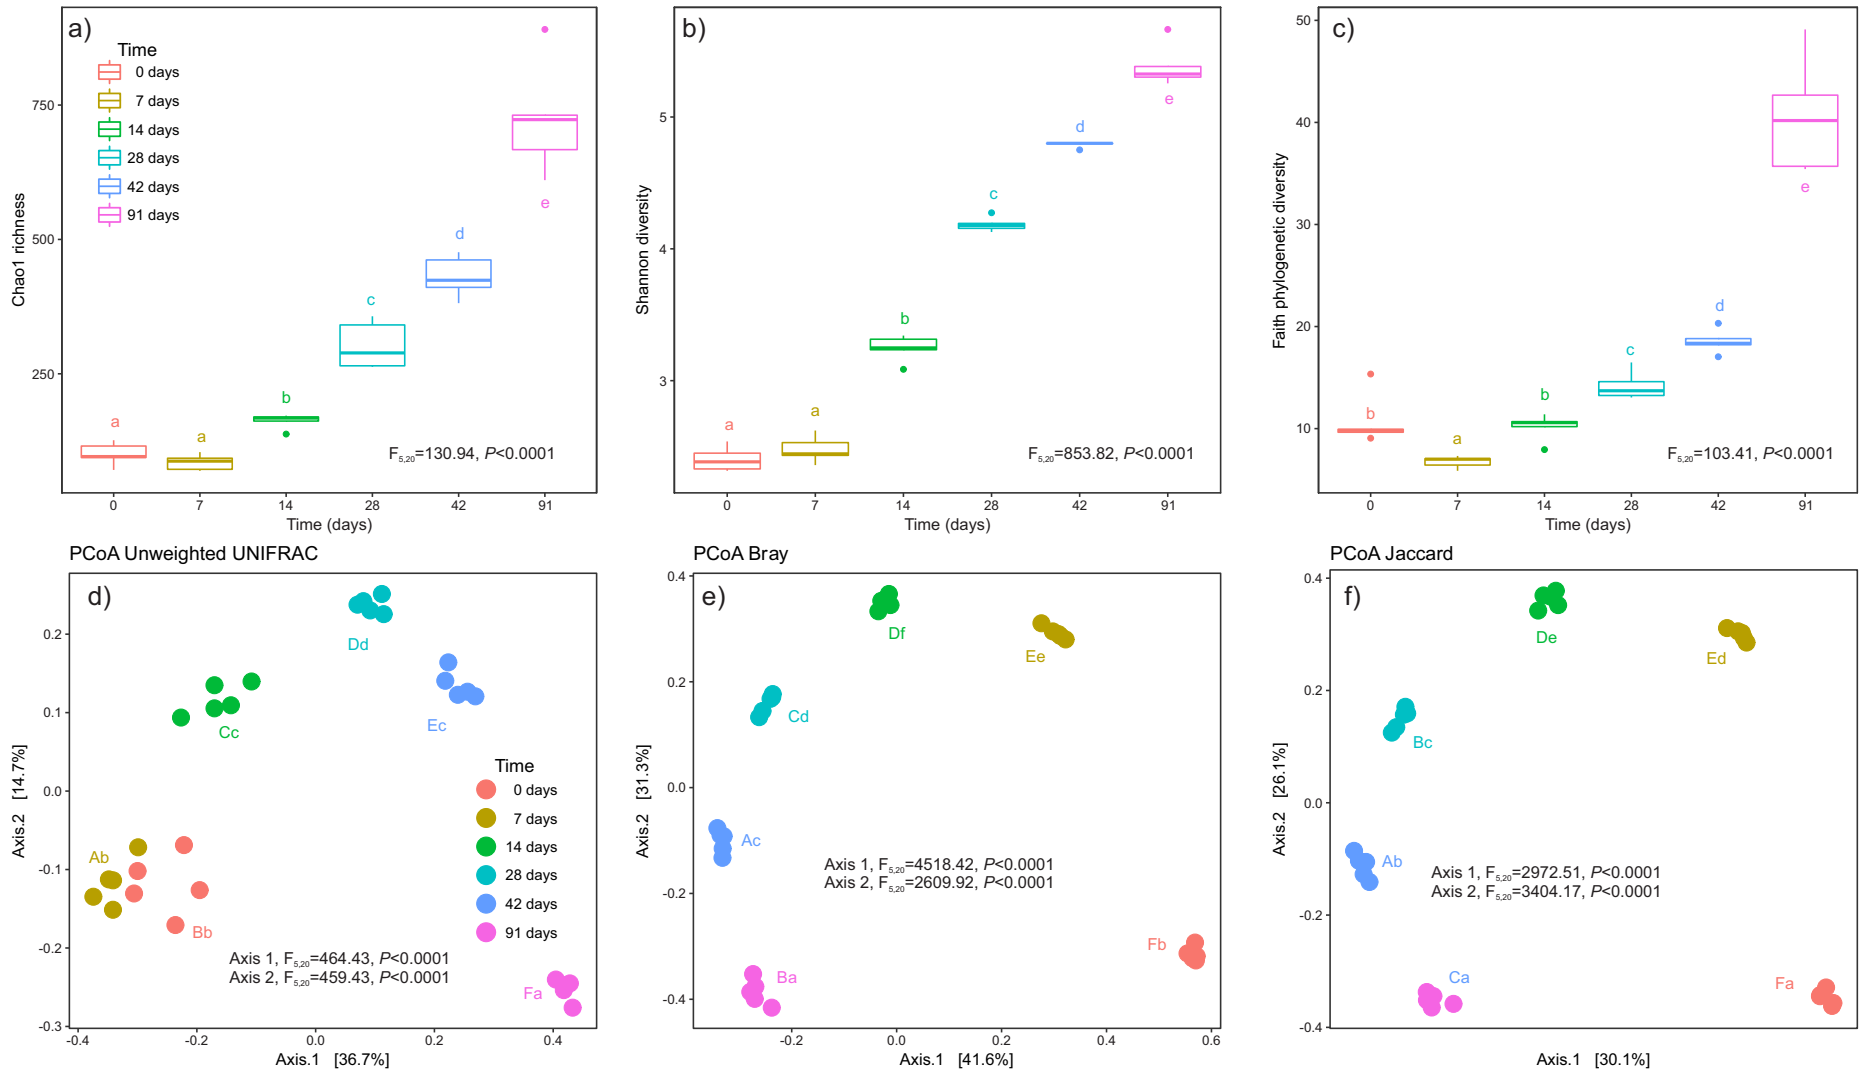 a)
Time
0 days
7 days
14 days
28 days
42 days
91 days
750
500
250
Chao1 richness
a
a
b
c
d
e
F5,20=130.94, P<0.0001
0 7 14 28 42 91
Time (days)
b)
5
4
3
Shannon diversity
a
a
b
c
d
e
F5,20=853.82, P<0.0001
0 7 14 28 42 91
Time (days)
c)
50
40
30
20
10
Faith phylogenetic diversity
b
a
b
c
d
e
F5,20=103.41, P<0.0001
0 7 14 28 42 91
Time (days)
PCoA Unweighted UNIFRAC
d)
0.2
0.1
0.0
-0.1
-0.2
-0.3
Axis.2 [14.7%]
Dd
Cc
Ec
Ab
Bb
Fa
Time
0 days
7 days
14 days
28 days
42 days
91 days
Axis 1, F5,20=464.43, P<0.0001
Axis 2, F5,20=459.43, P<0.0001
-0.4 -0.2 0.0 0.2 0.4
Axis.1 [36.7%]
PCoA Bray
e)
0.4
0.2
0.0
-0.2
-0.4
Axis.2 [31.3%]
Df
Ee
Cd
Ac
Fb
Ba
Axis 1, F5,20=4518.42, P<0.0001
Axis 2, F5,20=2609.92, P<0.0001
-0.2 0.0 0.2 0.4 0.6
Axis.1 [41.6%]
PCoA Jaccard
f)
0.4
0.2
0.0
-0.2
-0.4
Axis.2 [26.1%]
De
Ed
Bc
Ab
Ca
Fa
Axis 1, F5,20=2972.51, P<0.0001
Axis 2, F5,20=3404.17, P<0.0001
Axis.1 [30.1%]